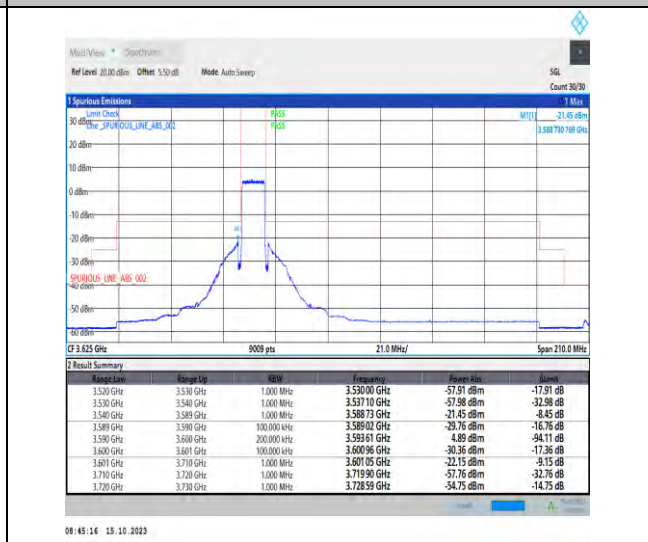 MultiView Spectrum
Ref Level 20.00 dBm Offset 5.50 dB Mode Auto Sweep SGL
Count 30/30
1 Spurious Emissions 1 Max
Limit Check PASS M1[1] -21.45 dBm
Line _SPURIOUS_LINE_ABS_002 PASS 3.588 730 769 GHz
30 dBm
20 dBm
10 dBm
0 dBm
-10 dBm
-20 dBm
-30 dBm
SPURIOUS_LINE_ABS_002
-40 dBm
-50 dBm
-60 dBm
CF 3.625 GHz 9009 pts 21.0 MHz/ Span 210.0 MHz
2 Result Summary
Range Low Range Up RBW Frequency Power Abs ΔLimit
3.520 GHz 3.530 GHz 1.000 MHz 3.53000 GHz -57.91 dBm -17.91 dB
3.530 GHz 3.540 GHz 1.000 MHz 3.53710 GHz -57.98 dBm -32.98 dB
3.540 GHz 3.589 GHz 1.000 MHz 3.58873 GHz -21.45 dBm -8.45 dB
3.589 GHz 3.590 GHz 100.000 kHz 3.58902 GHz -29.76 dBm -16.76 dB
3.590 GHz 3.600 GHz 200.000 kHz 3.59361 GHz 4.89 dBm -94.11 dB
3.600 GHz 3.601 GHz 100.000 kHz 3.60096 GHz -30.36 dBm -17.36 dB
3.601 GHz 3.710 GHz 1.000 MHz 3.60105 GHz -22.15 dBm -9.15 dB
3.710 GHz 3.720 GHz 1.000 MHz 3.71990 GHz -57.76 dBm -32.76 dB
3.720 GHz 3.730 GHz 1.000 MHz 3.72859 GHz -54.75 dBm -14.75 dB
08:45:16 15.10.2023